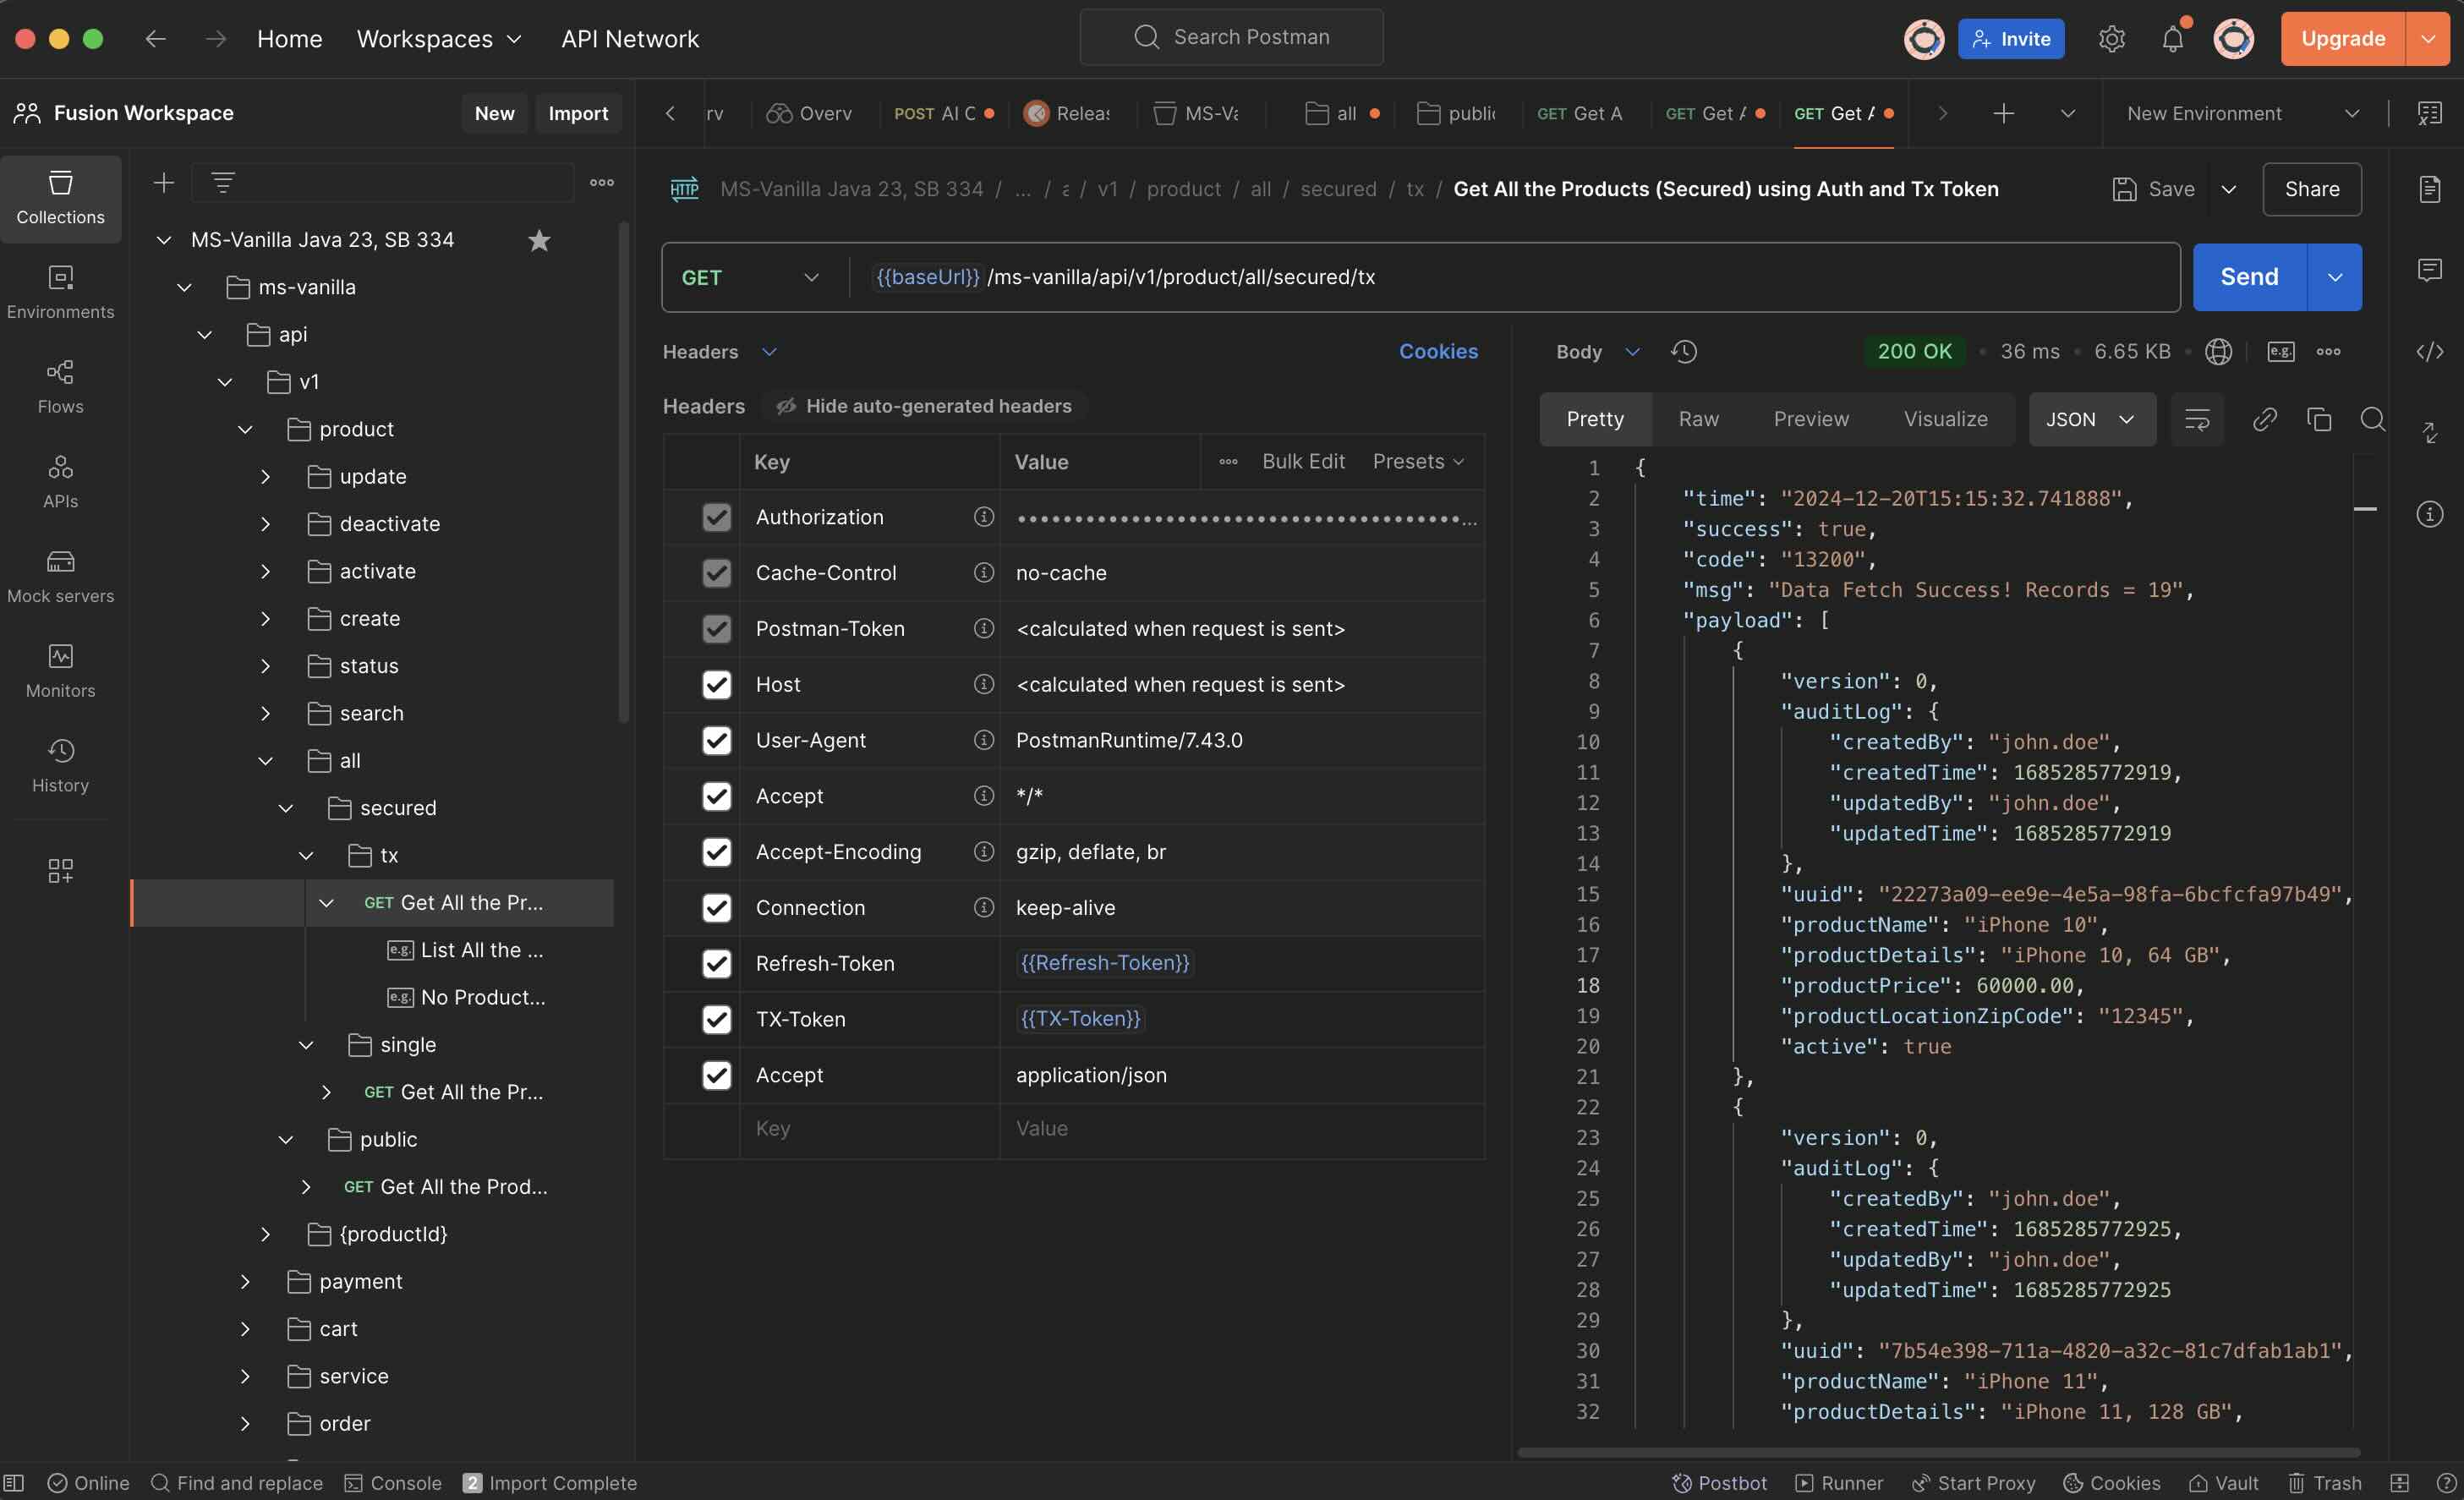 Home Workspaces API Network Search Postman Invite Upgrade
Fusion Workspace New Import
rv Overv POST AI C Releas MS-Va all public GET Get A GET Get A GET Get A New Environment
Collections
Environments
Flows
APIs
Mock servers
Monitors
History
MS-Vanilla Java 23, SB 334
ms-vanilla
api
v1
product
update
deactivate
activate
create
status
search
all
secured
tx
GET Get All the Pr...
e.g. List All the ...
e.g. No Product...
single
GET Get All the Pr...
public
GET Get All the Prod...
{productId}
payment
cart
service
order
HTTP MS-Vanilla Java 23, SB 334 / ... / a / v1 / product / all / secured / tx / Get All the Products (Secured) using Auth and Tx Token Save Share
GET {{baseUrl}} /ms-vanilla/api/v1/product/all/secured/tx Send
Headers Cookies
Headers Hide auto-generated headers
Key Value Bulk Edit Presets
Authorization ••••••••••••••••••••••••••••••••••••••...
Cache-Control no-cache
Postman-Token <calculated when request is sent>
Host <calculated when request is sent>
User-Agent PostmanRuntime/7.43.0
Accept */*
Accept-Encoding gzip, deflate, br
Connection keep-alive
Refresh-Token {{Refresh-Token}}
TX-Token {{TX-Token}}
Accept application/json
Key Value
Body 200 OK • 36 ms • 6.65 KB • e.g.
Pretty Raw Preview Visualize JSON
1 {
2 "time": "2024-12-20T15:15:32.741888",
3 "success": true,
4 "code": "13200",
5 "msg": "Data Fetch Success! Records = 19",
6 "payload": [
7 {
8 "version": 0,
9 "auditLog": {
10 "createdBy": "john.doe",
11 "createdTime": 1685285772919,
12 "updatedBy": "john.doe",
13 "updatedTime": 1685285772919
14 },
15 "uuid": "22273a09-ee9e-4e5a-98fa-6bcfcfa97b49",
16 "productName": "iPhone 10",
17 "productDetails": "iPhone 10, 64 GB",
18 "productPrice": 60000.00,
19 "productLocationZipCode": "12345",
20 "active": true
21 },
22 {
23 "version": 0,
24 "auditLog": {
25 "createdBy": "john.doe",
26 "createdTime": 1685285772925,
27 "updatedBy": "john.doe",
28 "updatedTime": 1685285772925
29 },
30 "uuid": "7b54e398-711a-4820-a32c-81c7dfab1ab1",
31 "productName": "iPhone 11",
32 "productDetails": "iPhone 11, 128 GB",
Online Find and replace Console 2 Import Complete Postbot Runner Start Proxy Cookies Vault Trash